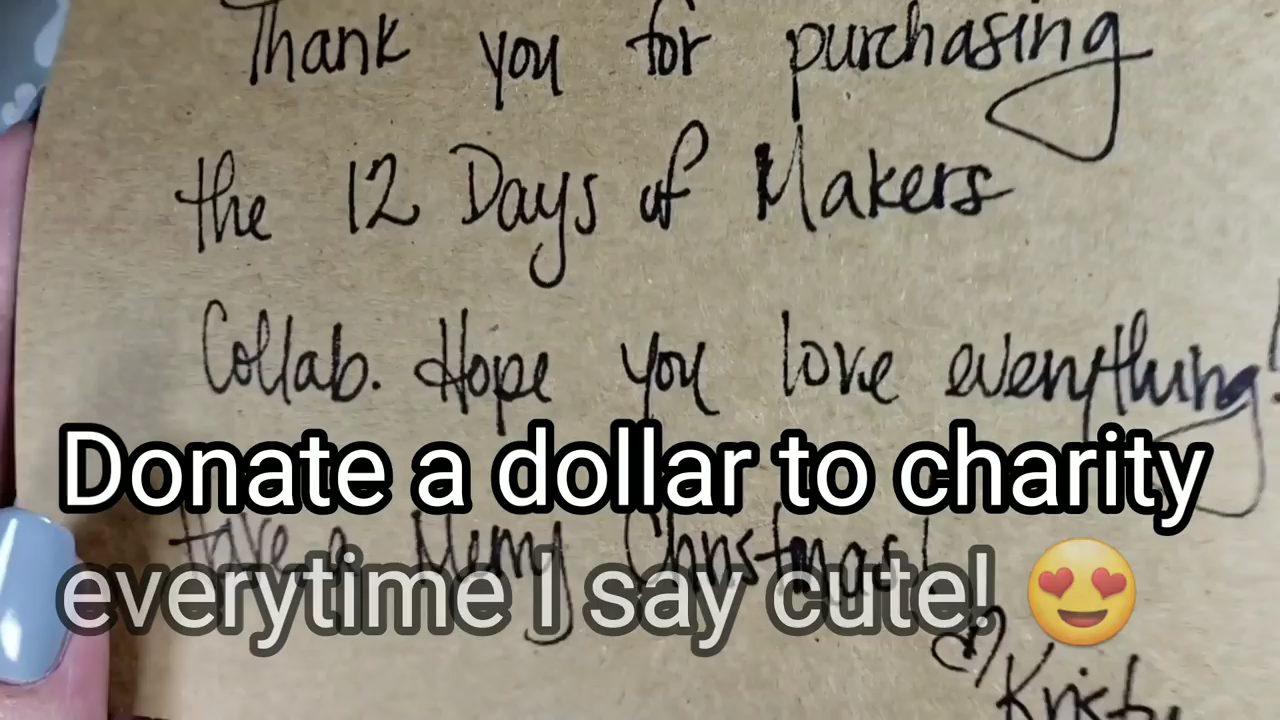 Thank you for purchasing
the 12 Days of Makers
Collab. Hope you love everything!
Donate a dollar to charity
Have a Merry Christmas!
everytime I say cute! 😍
♡ Kristy